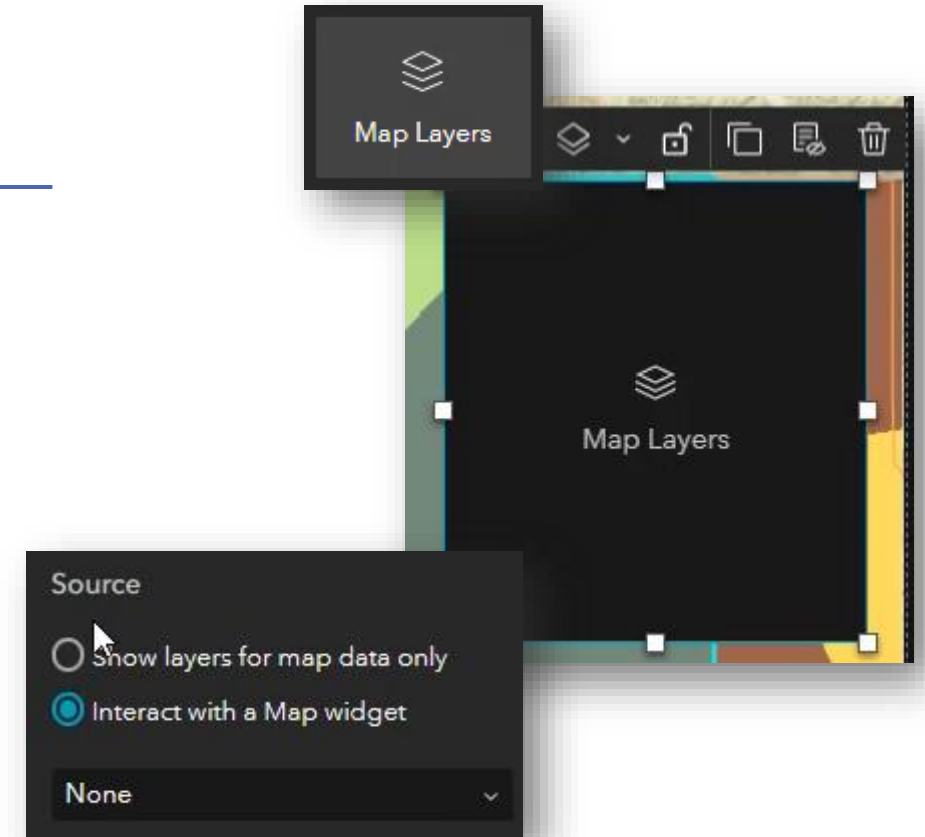 Map Layers
Map Layers
Source
Show layers for map data only
Interact with a Map widget
None